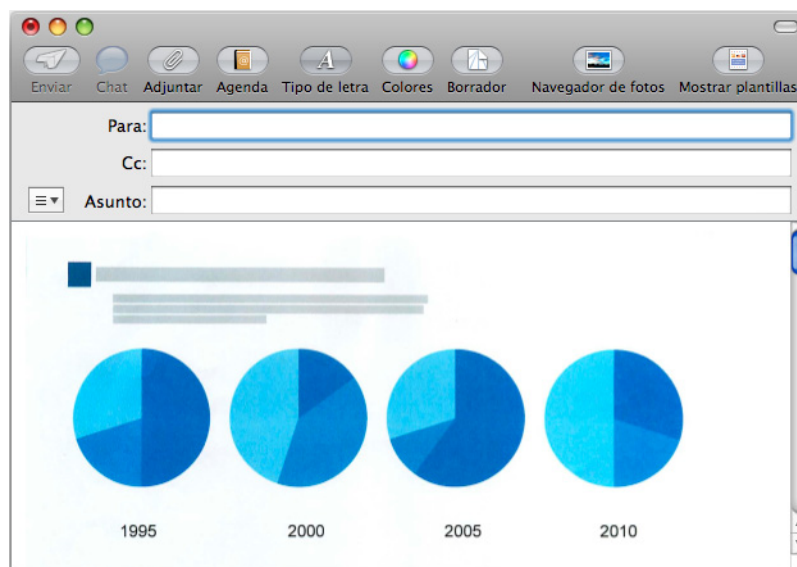 Enviar Chat Adjuntar Agenda Tipo de letra Colores Borrador Navegador de fotos Mostrar plantillas
Para:
Cc:
Asunto:
1995 2000 2005 2010